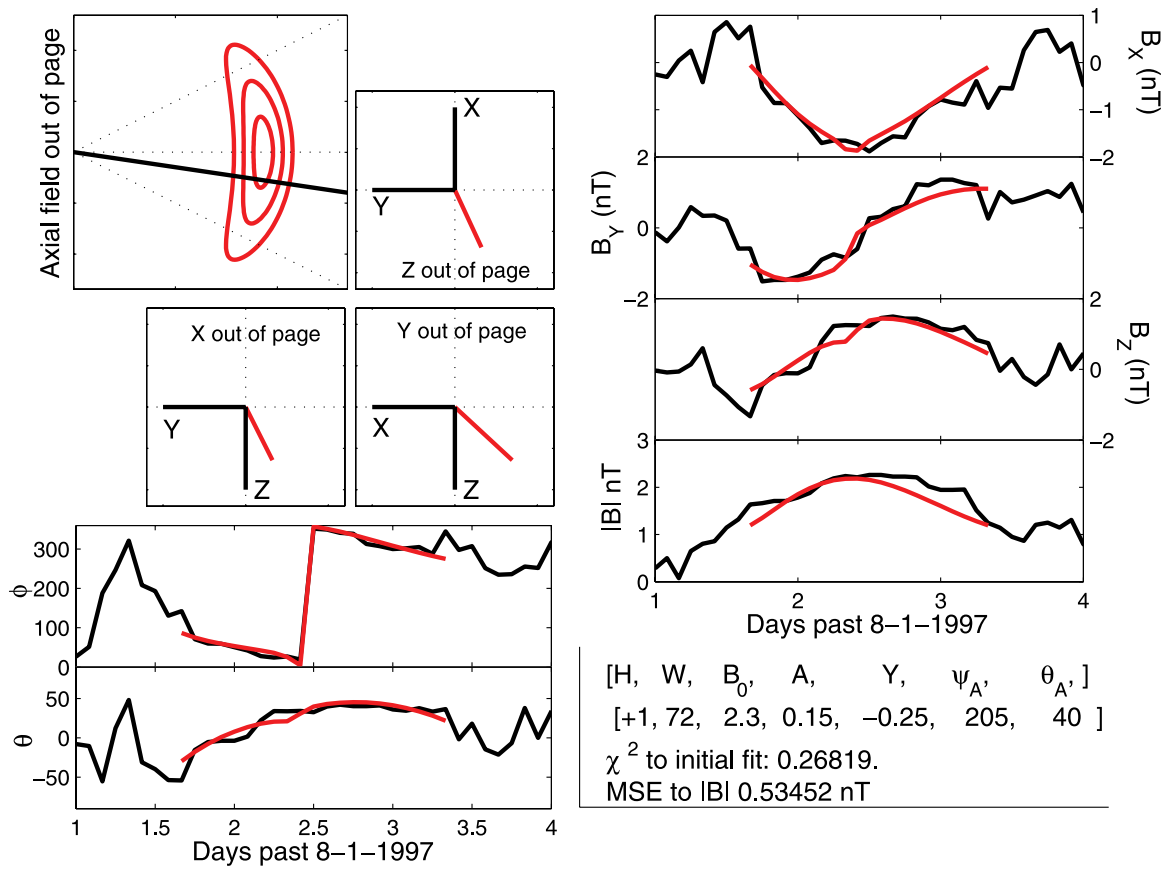 Axial field out of page
X
Y
Z out of page
X out of page
Y
Z
Y out of page
X
Z
300
200
100
0
ϕ
50
0
−50
θ
1 1.5 2 2.5 3 3.5 4
Days past 8−1−1997
1
0
−1
−2
B_X (nT)
2
0
−2
B_Y (nT)
2
0
−2
B_Z (nT)
3
2
1
0
|B| nT
1 2 3 4
Days past 8−1−1997
[H, W, B_0, A, Y, ψ_A, θ_A, ]
[+1, 72, 2.3, 0.15, −0.25, 205, 40 ]
χ ² to initial fit: 0.26819.
MSE to |B| 0.53452 nT